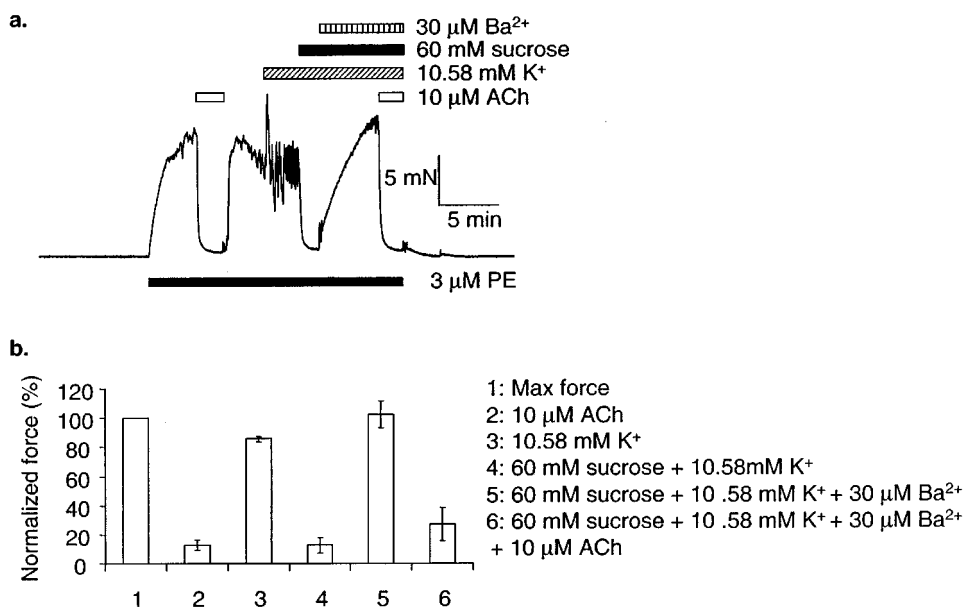 a.
30 µM Ba²⁺
60 mM sucrose
10.58 mM K⁺
10 µM ACh
5 mN
5 min
3 µM PE
b.
Normalized force (%)
120
100
80
60
40
20
0
1 2 3 4 5 6
1: Max force
2: 10 µM ACh
3: 10.58 mM K⁺
4: 60 mM sucrose + 10.58mM K⁺
5: 60 mM sucrose + 10 .58 mM K⁺ + 30 µM Ba²⁺
6: 60 mM sucrose + 10 .58 mM K⁺ + 30 µM Ba²⁺
+ 10 µM ACh